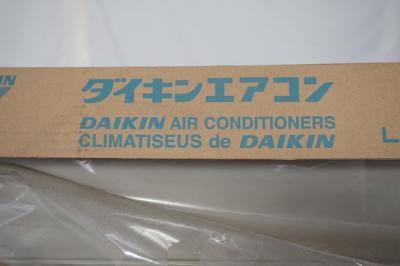 ダイキンエアコン
DAIKIN AIR CONDITIONERS
CLIMATISEUS de DAIKIN